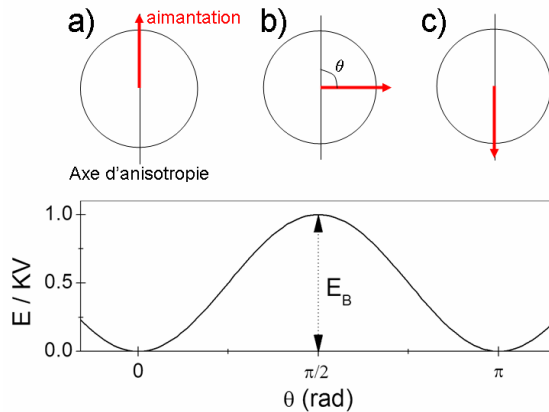 a)
aimantation
b)
θ
c)
Axe d'anisotropie
E / KV
1.0
0.5
0.0
E_B
0
π/2
π
θ (rad)